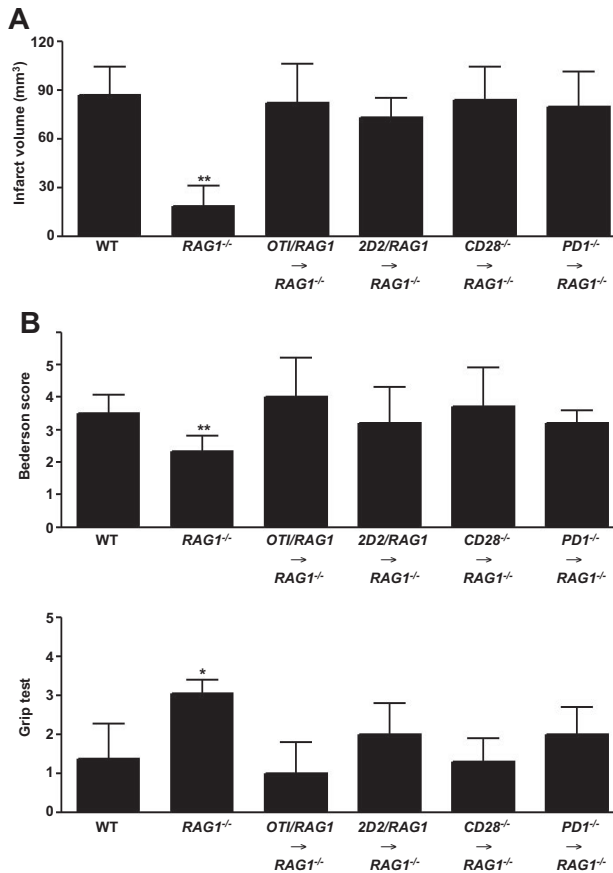 A
Infarct volume (mm³)
120
90
60
30
0
**
WT RAG1-/- OTI/RAG1 2D2/RAG1 CD28-/- PD1-/-
→ → → →
RAG1-/- RAG1-/- RAG1-/- RAG1-/-
B
Bederson score
5
4
3
2
1
0
**
WT RAG1-/- OTI/RAG1 2D2/RAG1 CD28-/- PD1-/-
→ → → →
RAG1-/- RAG1-/- RAG1-/- RAG1-/-
Grip test
5
4
3
2
1
0
*
WT RAG1-/- OTI/RAG1 2D2/RAG1 CD28-/- PD1-/-
→ → → →
RAG1-/- RAG1-/- RAG1-/- RAG1-/-